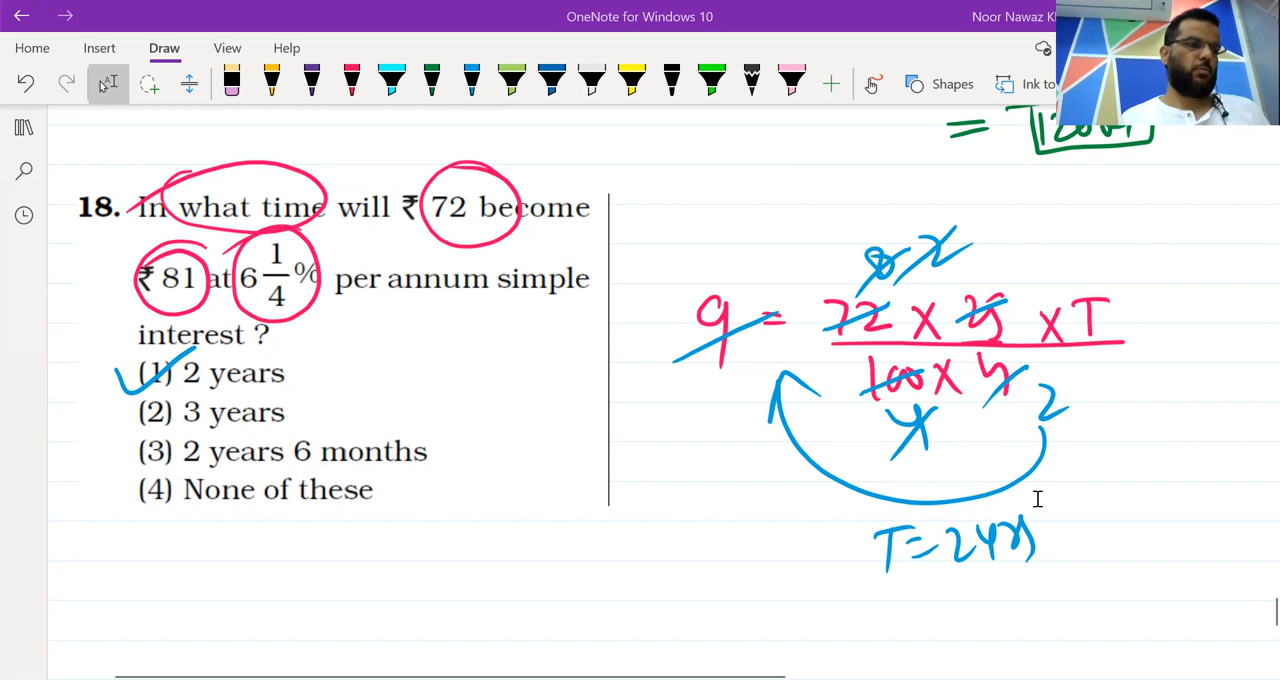 OneNote for Windows 10
Noor Nawaz K
Home Insert Draw View Help
Shapes
Ink to
=
18. In what time will ₹ 72 become
₹ 81 at 6 1/4 % per annum simple
interest ?
(1) 2 years
(2) 3 years
(3) 2 years 6 months
(4) None of these
8 2
9 = 72 X 25 X T
100 X 4
4 2
T = 2 yrs